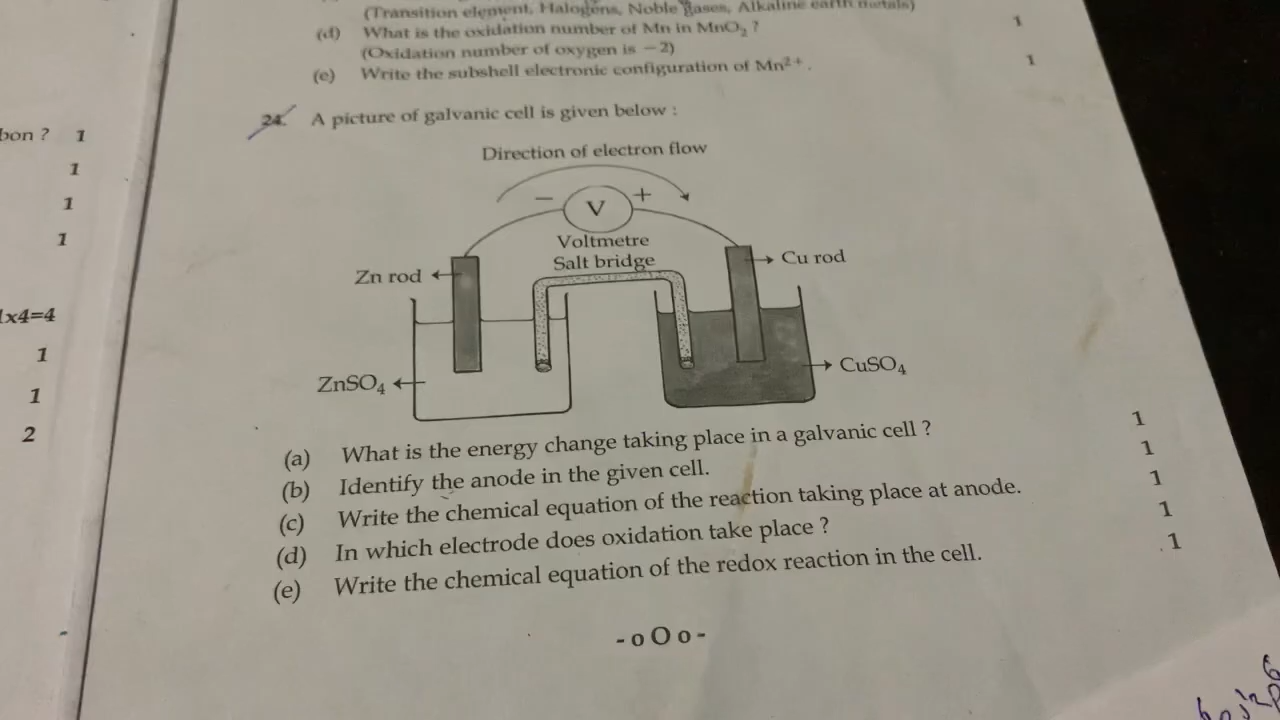 (Transition element, Halogens, Noble gases, Alkaline earth metals)
(d) What is the oxidation number of Mn in MnO₂ ? 1
(Oxidation number of oxygen is −2)
(e) Write the subshell electronic configuration of Mn²⁺. 1
bon ? 1
1
1
1
1x4=4
1
1
2
24. A picture of galvanic cell is given below :
Direction of electron flow
− V +
Voltmetre
Salt bridge
Zn rod
Cu rod
ZnSO₄
CuSO₄
(a) What is the energy change taking place in a galvanic cell ? 1
(b) Identify the anode in the given cell. 1
(c) Write the chemical equation of the reaction taking place at anode. 1
(d) In which electrode does oxidation take place ? 1
(e) Write the chemical equation of the redox reaction in the cell. 1
- o O o -